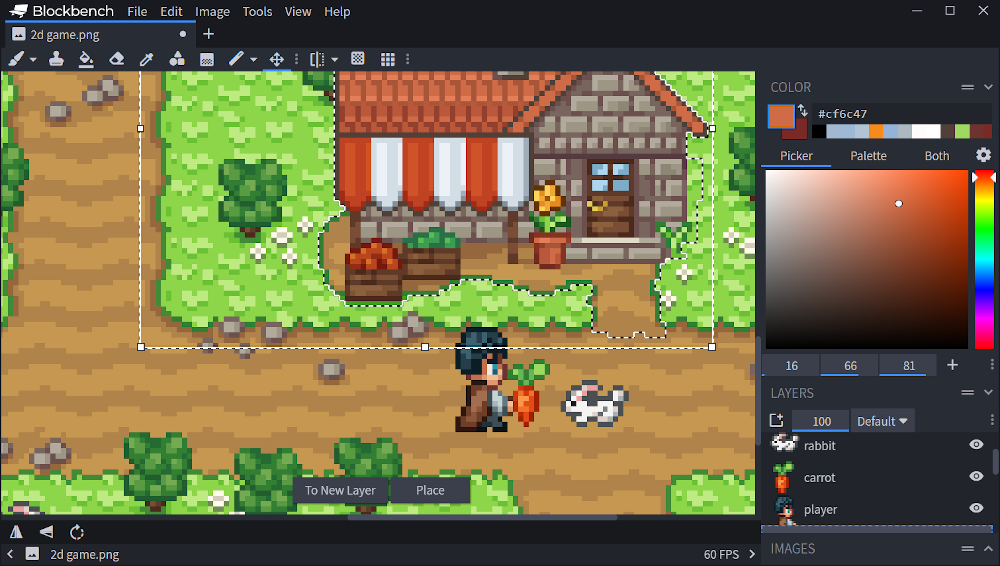 Blockbench File Edit Image Tools View Help
2d game.png
COLOR
#cf6c47
Picker Palette Both
16 66 81
LAYERS
100 Default
rabbit
carrot
player
To New Layer Place
IMAGES
2d game.png 60 FPS